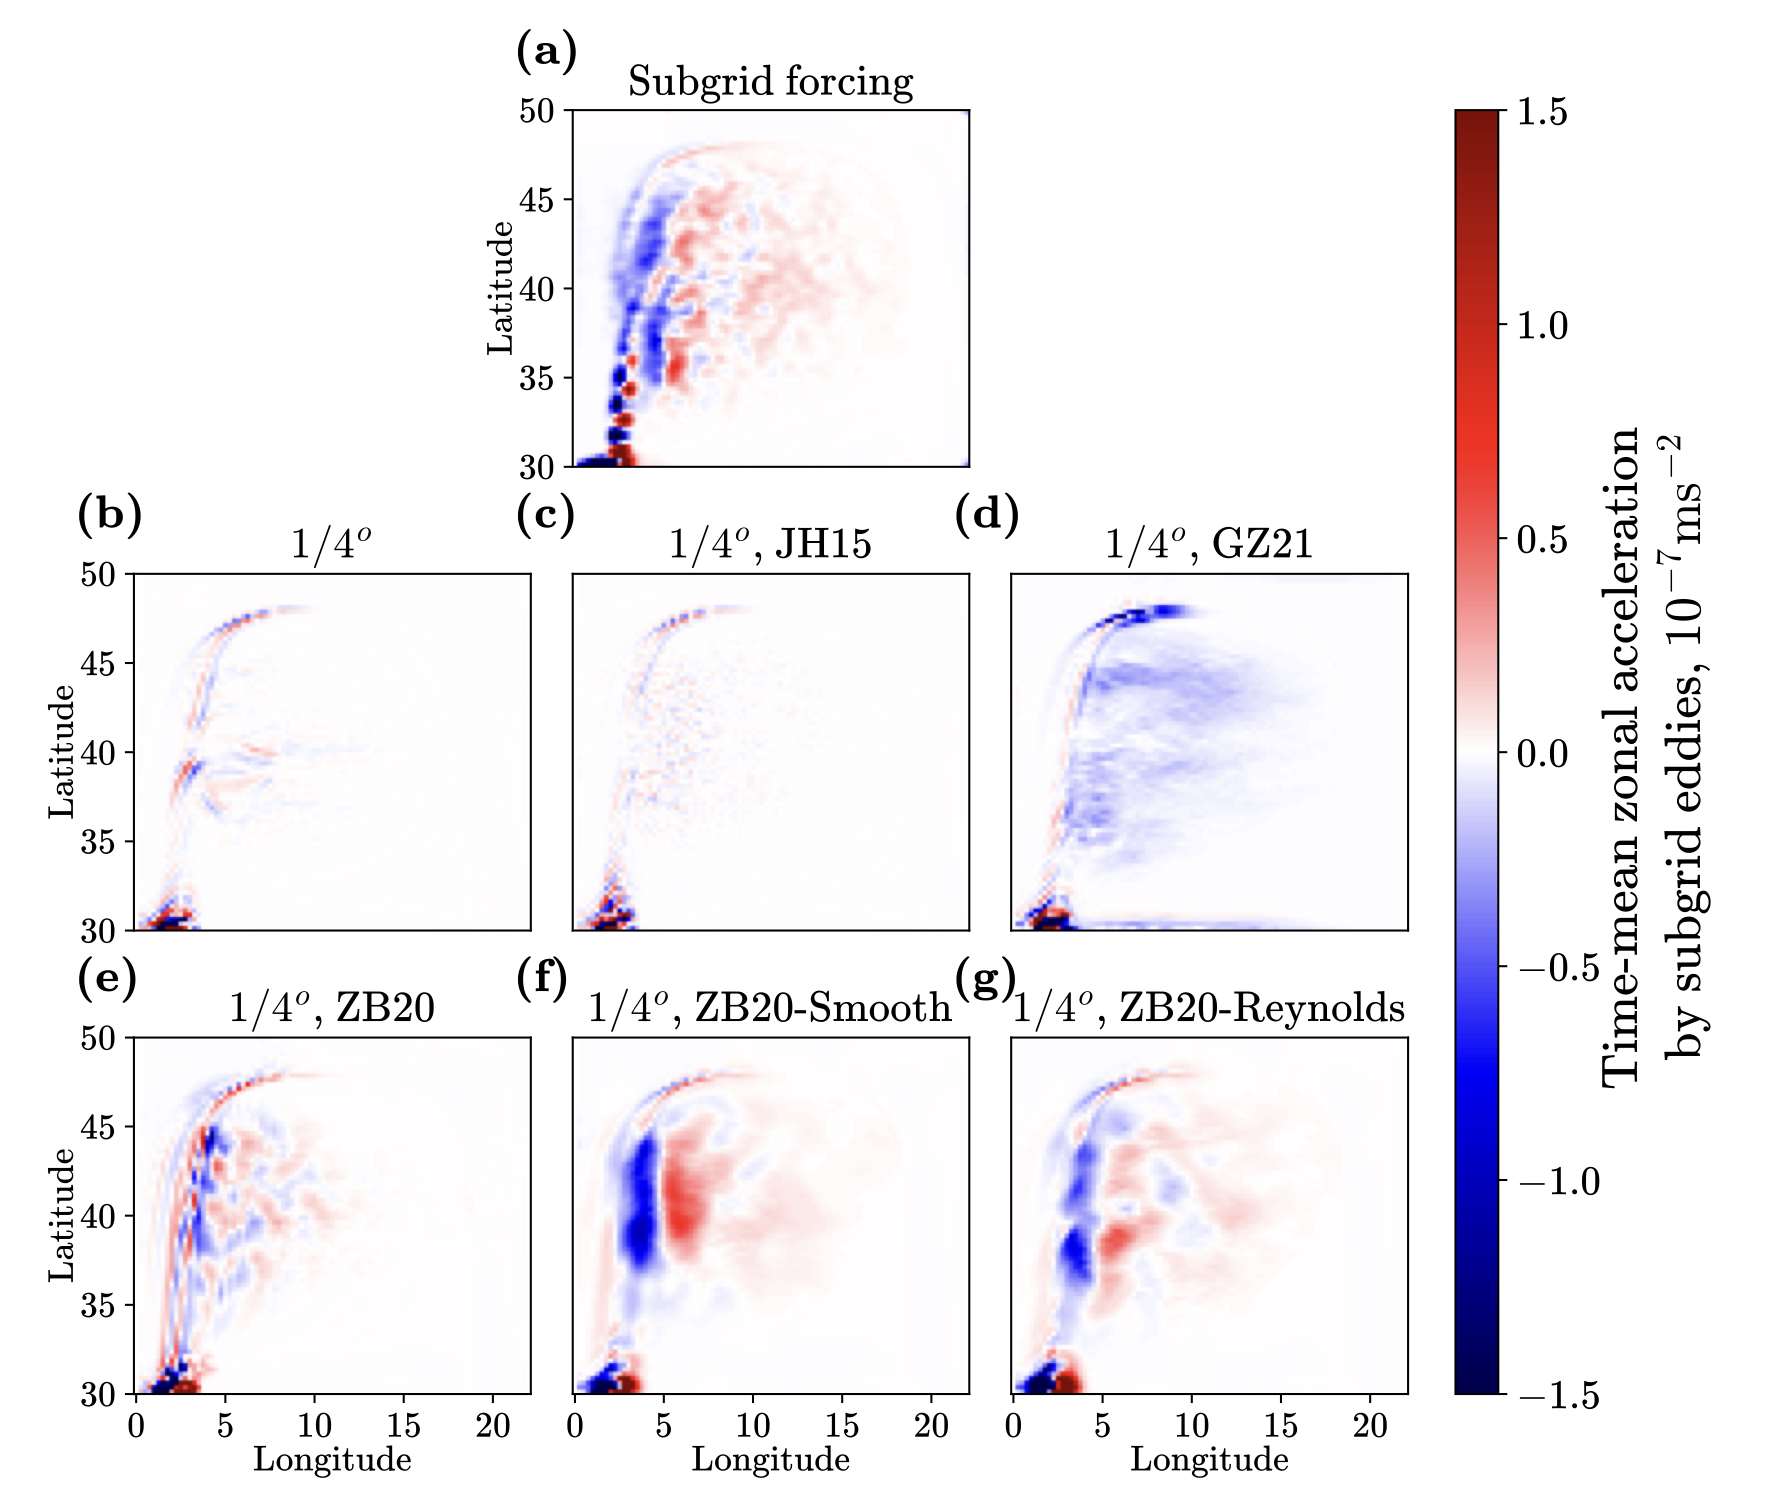 (a)
Subgrid forcing
50
45
40
35
30
Latitude
(b)
1/4°
50
45
40
35
30
Latitude
(c)
1/4°, JH15
(d)
1/4°, GZ21
(e)
1/4°, ZB20
50
45
40
35
30
Latitude
0 5 10 15 20
Longitude
(f)
1/4°, ZB20-Smooth
0 5 10 15 20
Longitude
(g)
1/4°, ZB20-Reynolds
0 5 10 15 20
Longitude
1.5
1.0
0.5
0.0
−0.5
−1.0
−1.5
Time-mean zonal acceleration
by subgrid eddies, 10⁻⁷ms⁻²